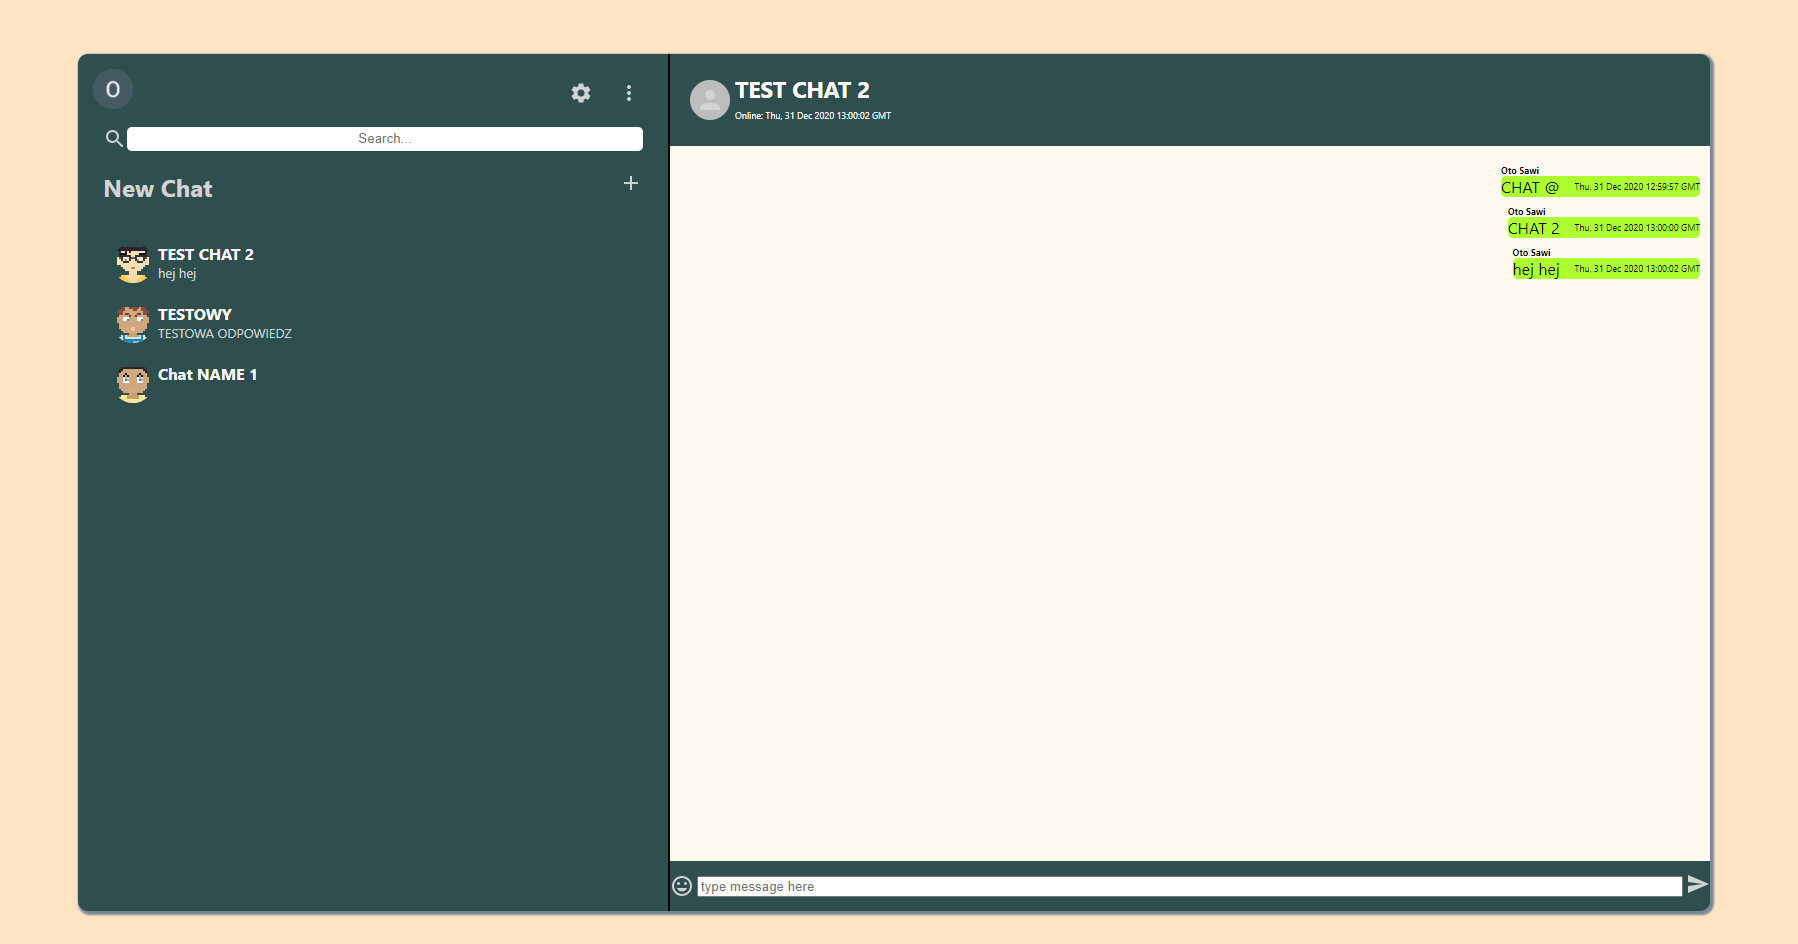 O
Search...
New Chat
TEST CHAT 2
hej hej
TESTOWY
TESTOWA ODPOWIEDZ
Chat NAME 1
TEST CHAT 2
Online: Thu, 31 Dec 2020 13:00:02 GMT
Oto Sawi
CHAT @ Thu, 31 Dec 2020 12:59:57 GMT
Oto Sawi
CHAT 2 Thu, 31 Dec 2020 13:00:00 GMT
Oto Sawi
hej hej Thu, 31 Dec 2020 13:00:02 GMT
type message here